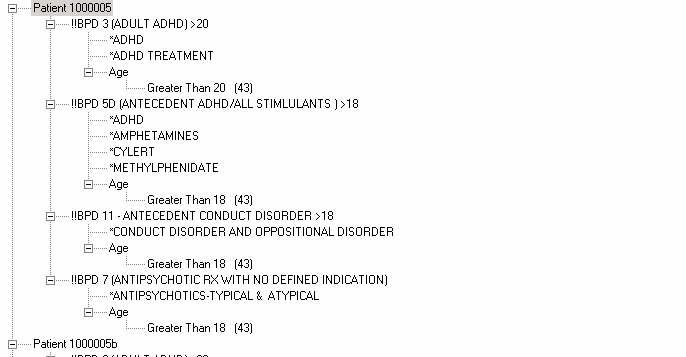 Patient 1000005
!!BPD 3 (ADULT ADHD) >20
*ADHD
*ADHD TREATMENT
Age
Greater Than 20 (43)
!!BPD 5D (ANTECEDENT ADHD/ALL STIMLULANTS ) >18
*ADHD
*AMPHETAMINES
*CYLERT
*METHYLPHENIDATE
Age
Greater Than 18 (43)
!!BPD 11 - ANTECEDENT CONDUCT DISORDER >18
*CONDUCT DISORDER AND OPPOSITIONAL DISORDER
Age
Greater Than 18 (43)
!!BPD 7 (ANTIPSYCHOTIC RX WITH NO DEFINED INDICATION)
*ANTIPSYCHOTICS-TYPICAL & ATYPICAL
Age
Greater Than 18 (43)
Patient 1000005b